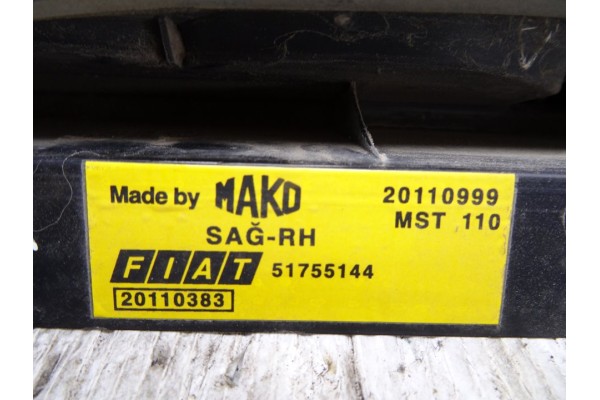 Made by MAKO 20110999
MST 110
SAĞ-RH
FIAT 51755144
20110383